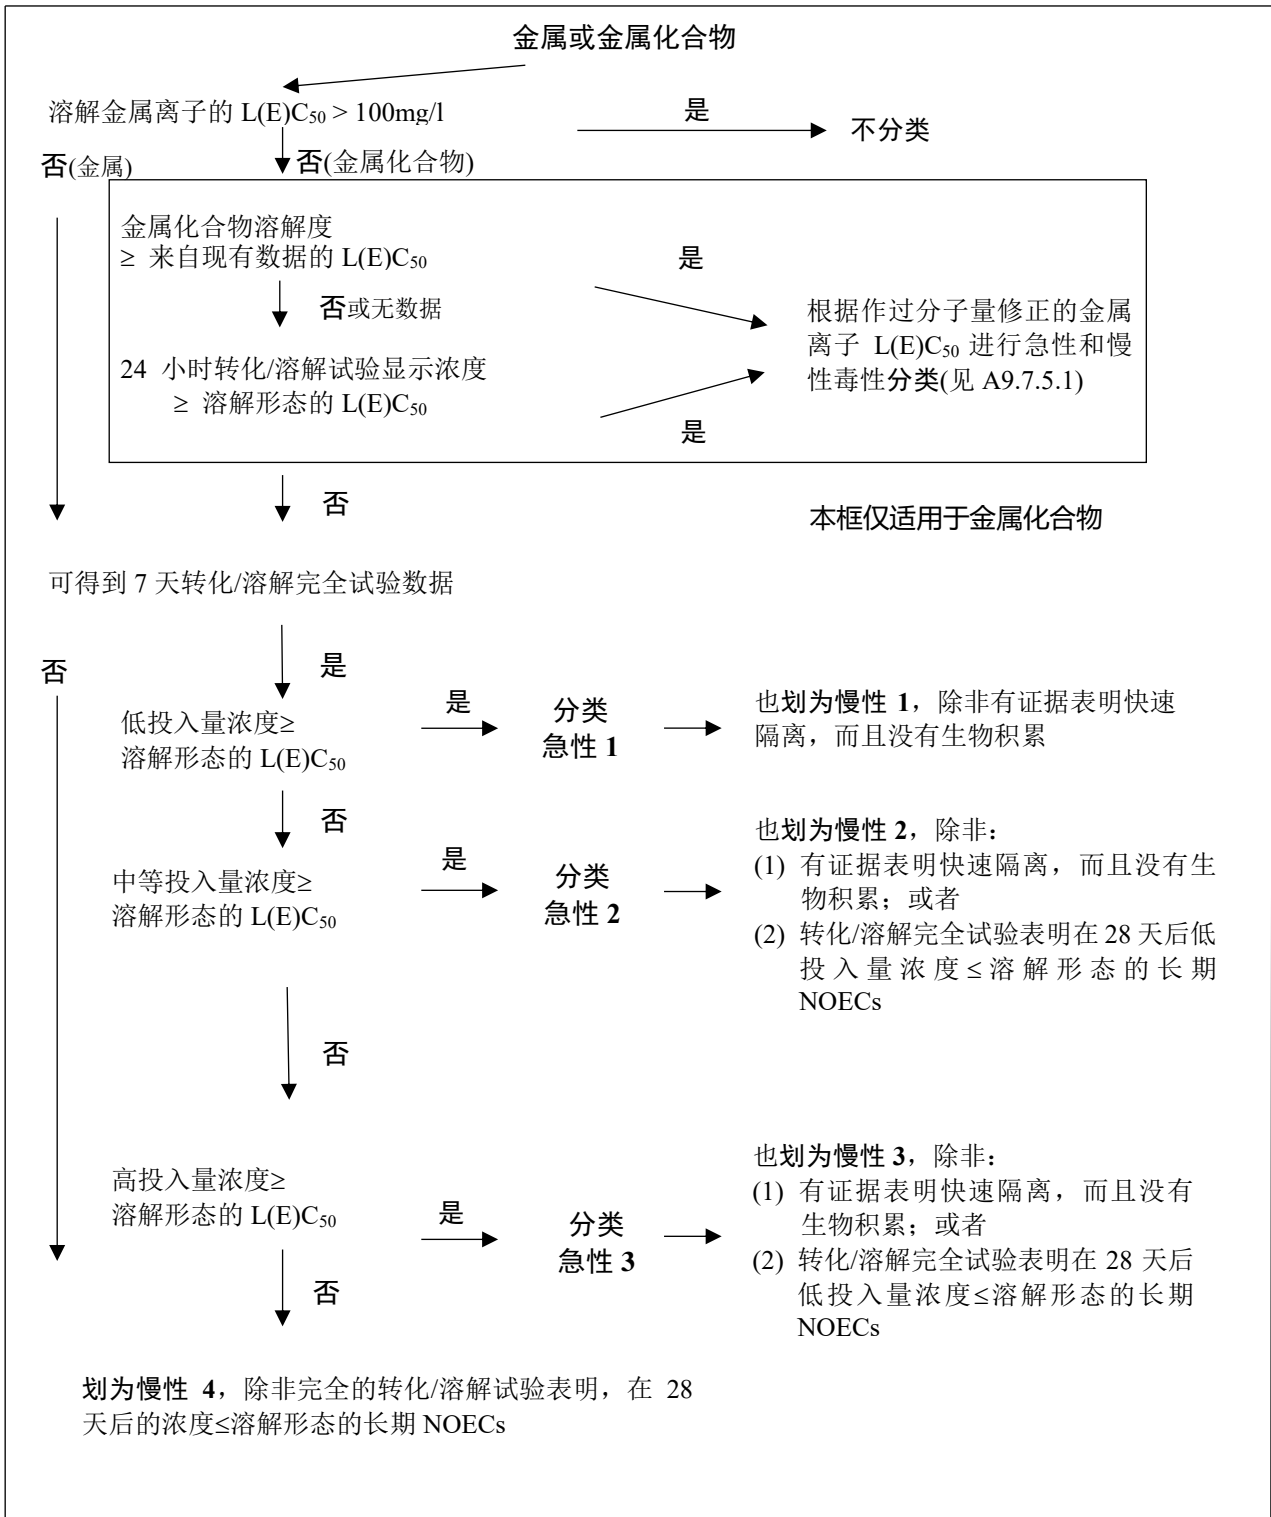 金属或金属化合物
溶解金属离子的 L(E)C₅₀ > 100mg/l
是
不分类
否(金属)
否(金属化合物)
金属化合物溶解度
≥ 来自现有数据的 L(E)C₅₀
是
否或无数据
24 小时转化/溶解试验显示浓度
≥ 溶解形态的 L(E)C₅₀
是
根据作过分子量修正的金属
离子 L(E)C₅₀ 进行急性和慢
性毒性分类(见 A9.7.5.1)
否
本框仅适用于金属化合物
可得到 7 天转化/溶解完全试验数据
否
是
低投入量浓度≥
溶解形态的 L(E)C₅₀
是
分类
急性 1
也划为慢性 1，除非有证据表明快速
隔离，而且没有生物积累
否
中等投入量浓度≥
溶解形态的 L(E)C₅₀
是
分类
急性 2
也划为慢性 2，除非：
(1) 有证据表明快速隔离，而且没有生
物积累；或者
(2) 转化/溶解完全试验表明在 28 天后低
投入量浓度≤溶解形态的长期
NOECs
否
高投入量浓度≥
溶解形态的 L(E)C₅₀
是
分类
急性 3
也划为慢性 3，除非：
(1) 有证据表明快速隔离，而且没有
生物积累；或者
(2) 转化/溶解完全试验表明在 28 天后
低投入量浓度≤溶解形态的长期
NOECs
否
划为慢性 4，除非完全的转化/溶解试验表明，在 28
天后的浓度≤溶解形态的长期 NOECs